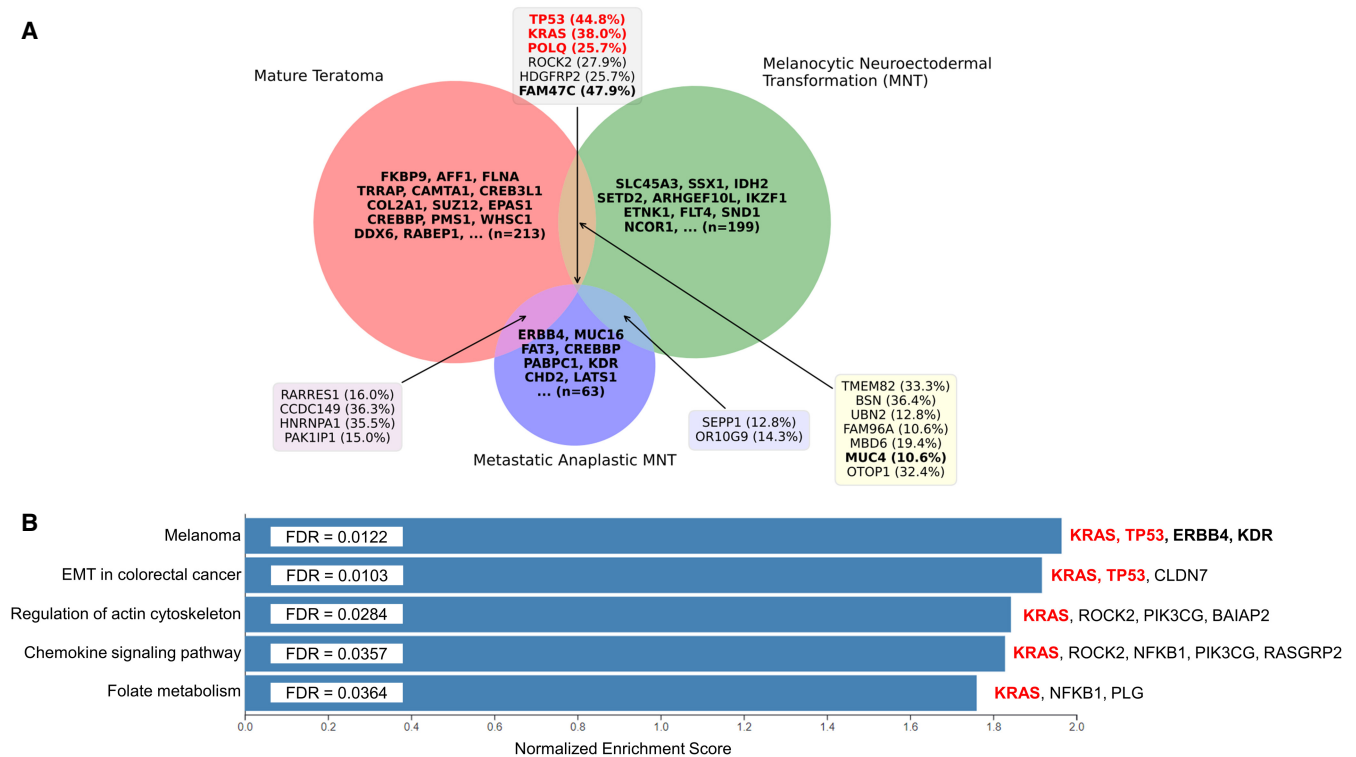 A
TP53 (44.8%)
KRAS (38.0%)
POLQ (25.7%)
ROCK2 (27.9%)
HDGFRP2 (25.7%)
FAM47C (47.9%)
Mature Teratoma
Melanocytic Neuroectodermal
Transformation (MNT)
FKBP9, AFF1, FLNA
TRRAP, CAMTA1, CREB3L1
COL2A1, SUZ12, EPAS1
CREBBP, PMS1, WHSC1
DDX6, RABEP1, ... (n=213)
SLC45A3, SSX1, IDH2
SETD2, ARHGEF10L, IKZF1
ETNK1, FLT4, SND1
NCOR1, ... (n=199)
ERBB4, MUC16
FAT3, CREBBP
PABPC1, KDR
CHD2, LATS1
... (n=63)
RARRES1 (16.0%)
CCDC149 (36.3%)
HNRNPA1 (35.5%)
PAK1IP1 (15.0%)
SEPP1 (12.8%)
OR10G9 (14.3%)
TMEM82 (33.3%)
BSN (36.4%)
UBN2 (12.8%)
FAM96A (10.6%)
MBD6 (19.4%)
MUC4 (10.6%)
OTOP1 (32.4%)
Metastatic Anaplastic MNT
B
Melanoma FDR = 0.0122 KRAS, TP53, ERBB4, KDR
EMT in colorectal cancer FDR = 0.0103 KRAS, TP53, CLDN7
Regulation of actin cytoskeleton FDR = 0.0284 KRAS, ROCK2, PIK3CG, BAIAP2
Chemokine signaling pathway FDR = 0.0357 KRAS, ROCK2, NFKB1, PIK3CG, RASGRP2
Folate metabolism FDR = 0.0364 KRAS, NFKB1, PLG
0.0 0.2 0.4 0.6 0.8 1.0 1.2 1.4 1.6 1.8 2.0
Normalized Enrichment Score